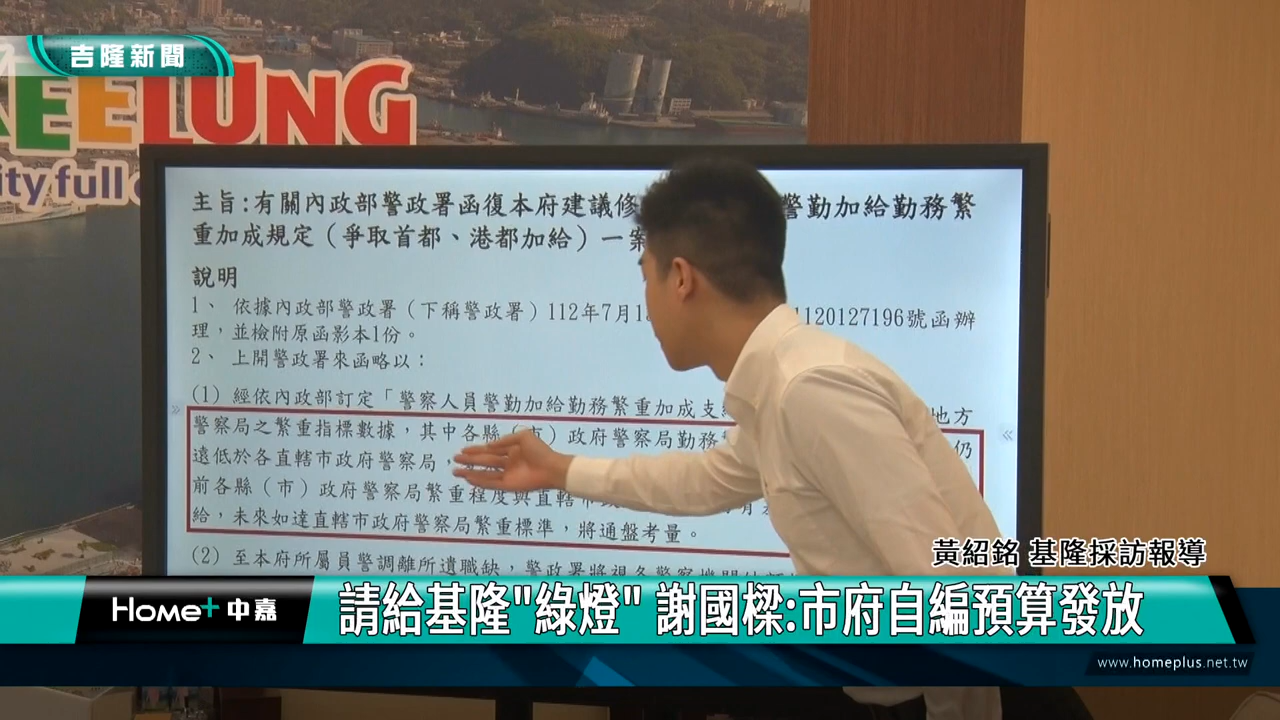 吉隆新聞
KEELUNG
ity full
主旨:有關內政部警政署函復本府建議修 警勤加給勤務繁
重加成規定（爭取首都、港都加給）一案
說明
1、 依據內政部警政署（下稱警政署）112年7月1 1120127196號函辦
理，並檢附原函影本1份。
2、 上開警政署來函略以：
(1) 經依內政部訂定「警察人員警勤加給勤務繁重加成支 地方
警察局之繁重指標數據，其中各縣（市）政府警察局勤務 仍
遠低於各直轄市政府警察局，
前各縣（市）政府警察局繁重程度與直轄市
給，未來如達直轄市政府警察局繁重標準，將通盤考量。
(2) 至本府所屬員警調離所遺職缺，警政署將視各警察機關
黃紹銘 基隆採訪報導
Home+中嘉
請給基隆"綠燈" 謝國樑:市府自編預算發放
www.homeplus.net.tw